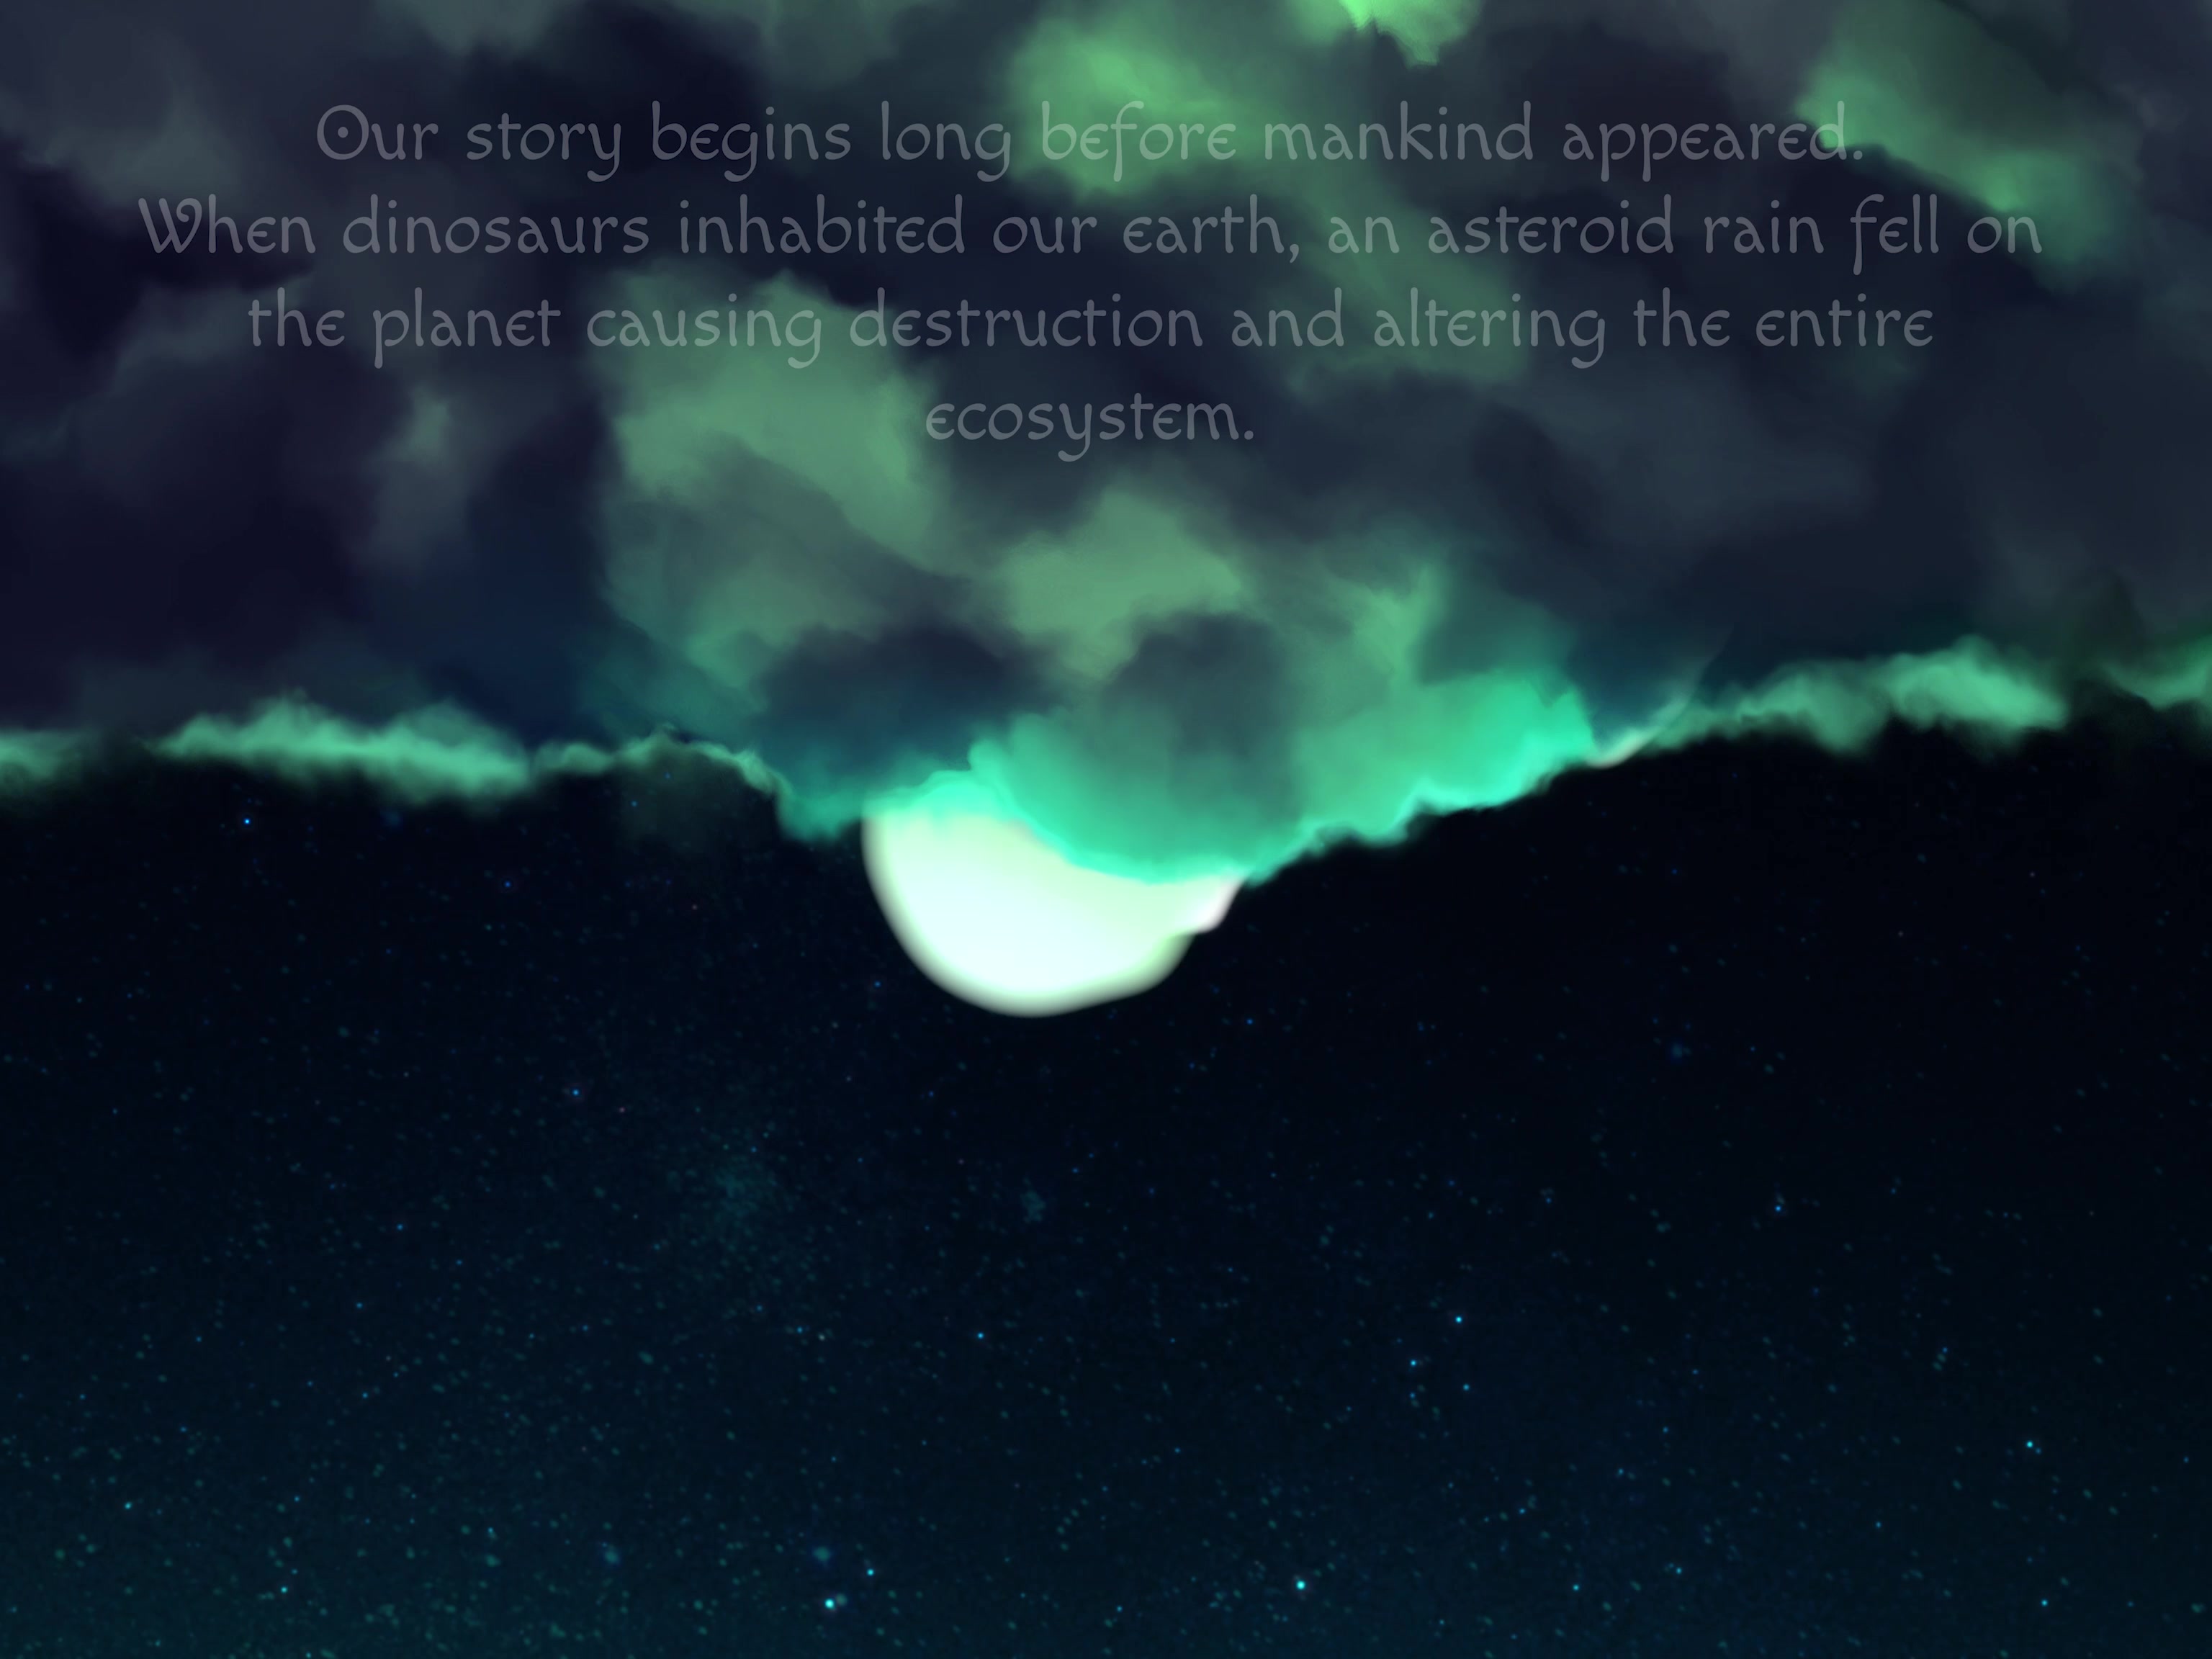 Our story begins long before mankind appeared.
When dinosaurs inhabited our earth, an asteroid rain fell on
the planet causing destruction and altering the entire
ecosystem.